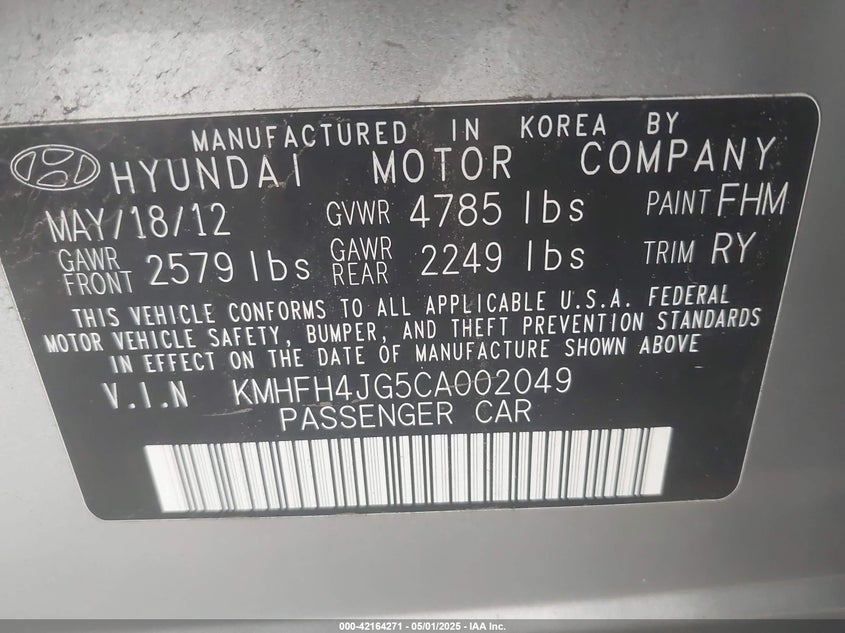 MANUFACTURED IN KOREA BY
HYUNDAI MOTOR COMPANY
MAY/18/12 GVWR 4785 lbs PAINT FHM
GAWR FRONT 2579 lbs GAWR REAR 2249 lbs TRIM RY
THIS VEHICLE CONFORMS TO ALL APPLICABLE U.S.A. FEDERAL
MOTOR VEHICLE SAFETY, BUMPER, AND THEFT PREVENTION STANDARDS
IN EFFECT ON THE DATE OF MANUFACTURE SHOWN ABOVE
V.I.N KMHFH4JG5CA002049
PASSENGER CAR
000-42164271 - 05/01/2025 - IAA Inc.